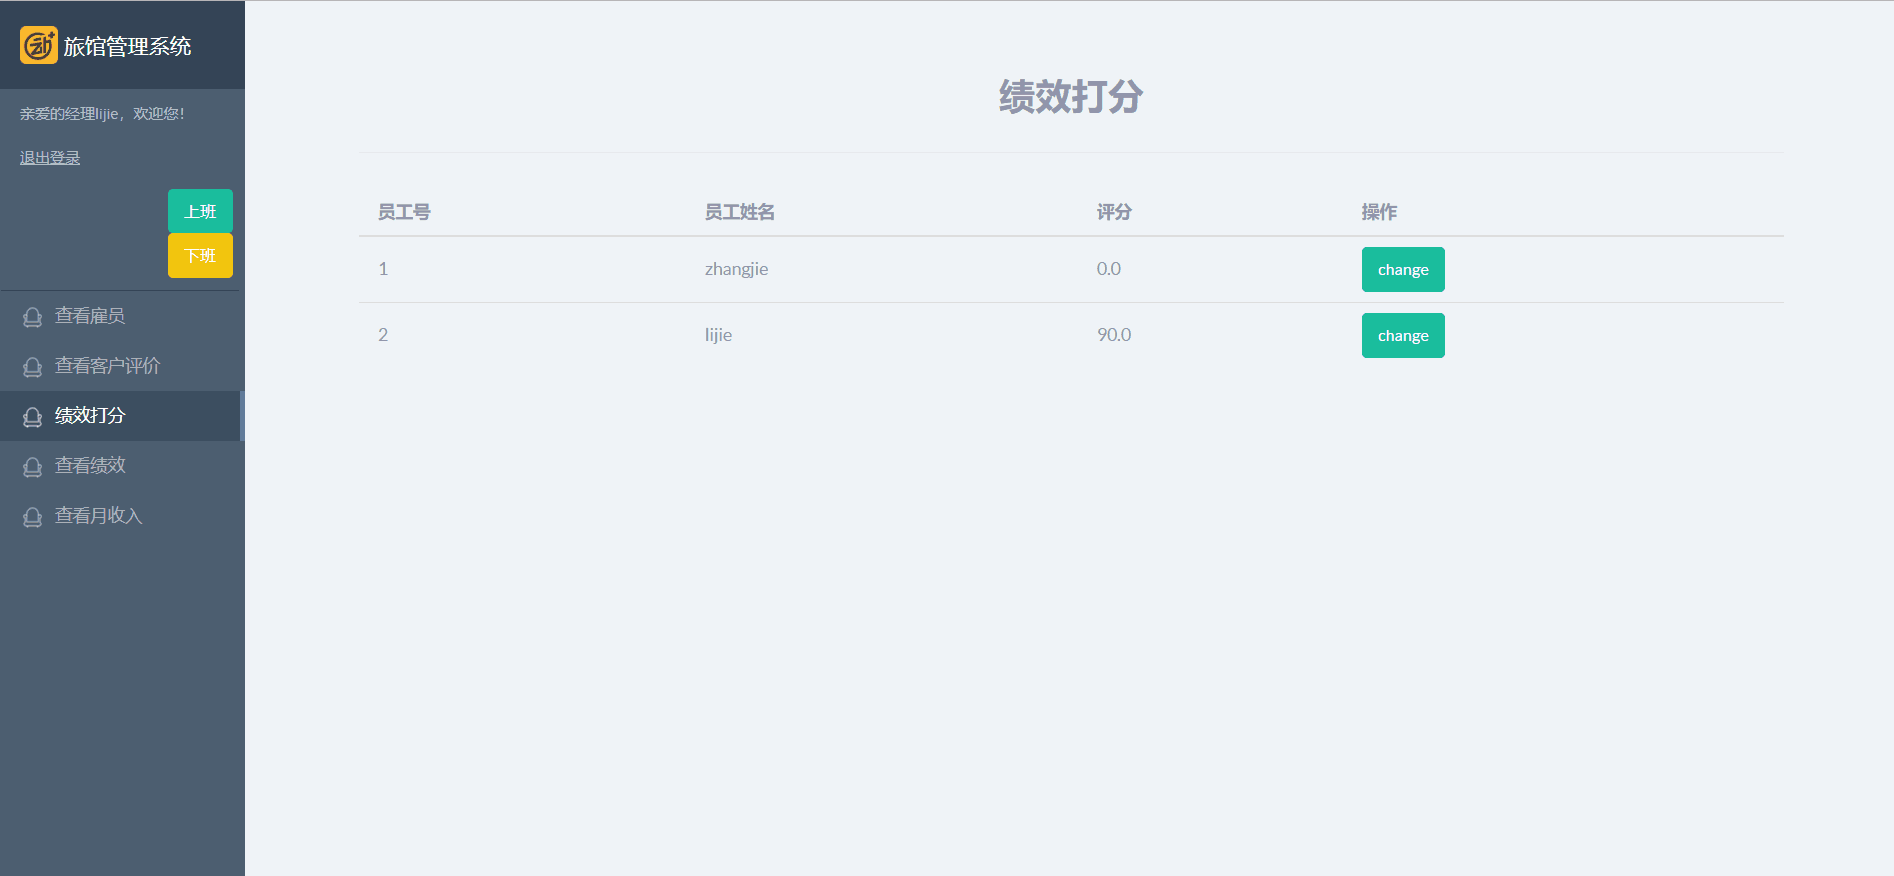 旅馆管理系统
亲爱的经理lijie，欢迎您！
退出登录
上班
下班
查看雇员
查看客户评价
绩效打分
查看绩效
查看月收入
绩效打分
员工号 员工姓名 评分 操作
1 zhangjie 0.0 change
2 lijie 90.0 change